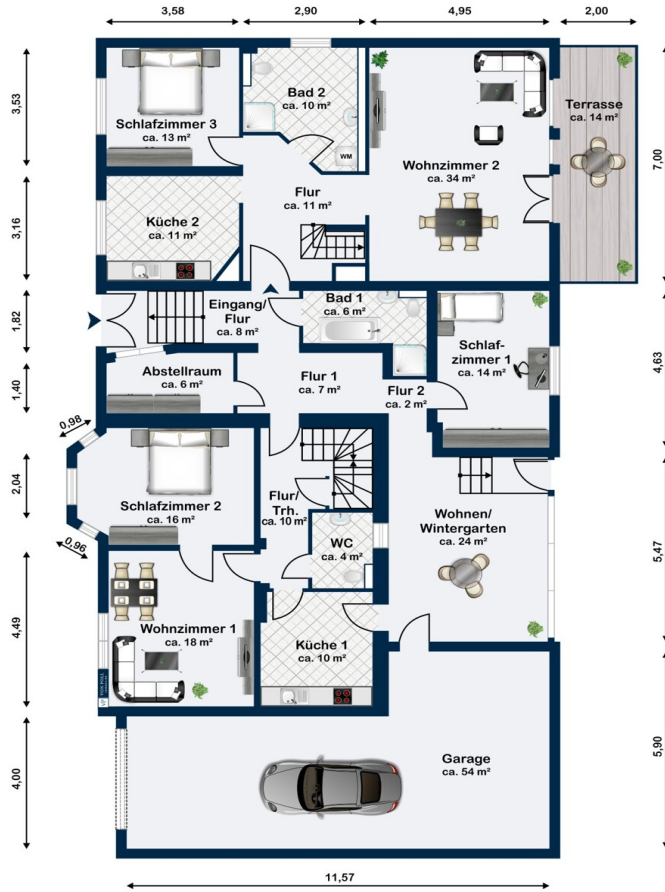 3,58
2,90
4,95
2,00
3,53
3,16
1,82
1,40
0,98
2,04
0,96
4,49
4,00
7,00
4,63
5,47
5,90
11,57
Schlafzimmer 3
ca. 13 m²
Bad 2
ca. 10 m²
WM
Wohnzimmer 2
ca. 34 m²
Terrasse
ca. 14 m²
Küche 2
ca. 11 m²
Flur
ca. 11 m²
Eingang/
Flur
ca. 8 m²
Bad 1
ca. 6 m²
Schlaf-
zimmer 1
ca. 14 m²
Abstellraum
ca. 6 m²
Flur 1
ca. 7 m²
Flur 2
ca. 2 m²
Schlafzimmer 2
ca. 16 m²
Flur/
Trh.
ca. 10 m²
WC
ca. 4 m²
Wohnen/
Wintergarten
ca. 24 m²
Wohnzimmer 1
ca. 18 m²
Küche 1
ca. 10 m²
Garage
ca. 54 m²
VP